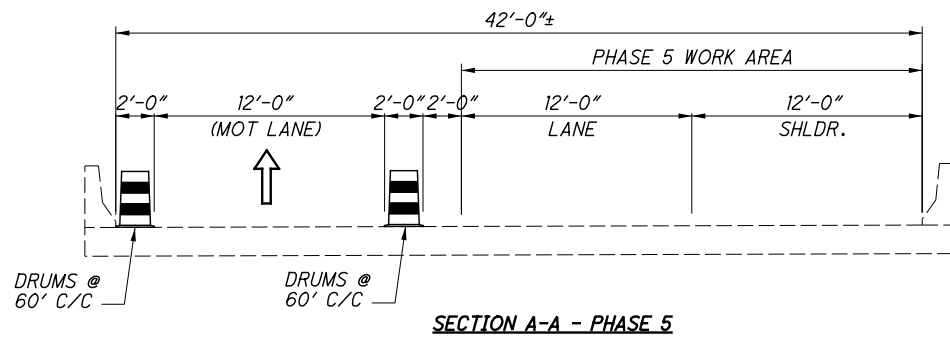 42'-0"±
PHASE 5 WORK AREA
2'-0" 12'-0" 2'-0" 2'-0" 12'-0" 12'-0"
(MOT LANE) LANE SHLDR.
DRUMS @
60' C/C
DRUMS @
60' C/C
SECTION A-A - PHASE 5